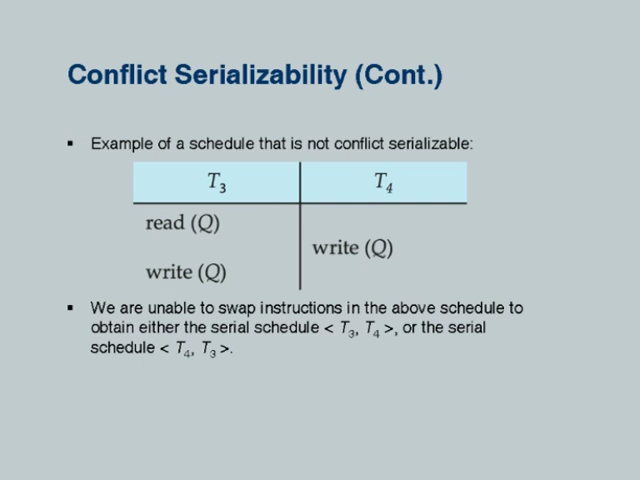 Conflict Serializability (Cont.)
▪ Example of a schedule that is not conflict serializable:
T₃ T₄
read (Q)
write (Q)
write (Q)
▪ We are unable to swap instructions in the above schedule to
obtain either the serial schedule < T₃, T₄ >, or the serial
schedule < T₄, T₃ >.